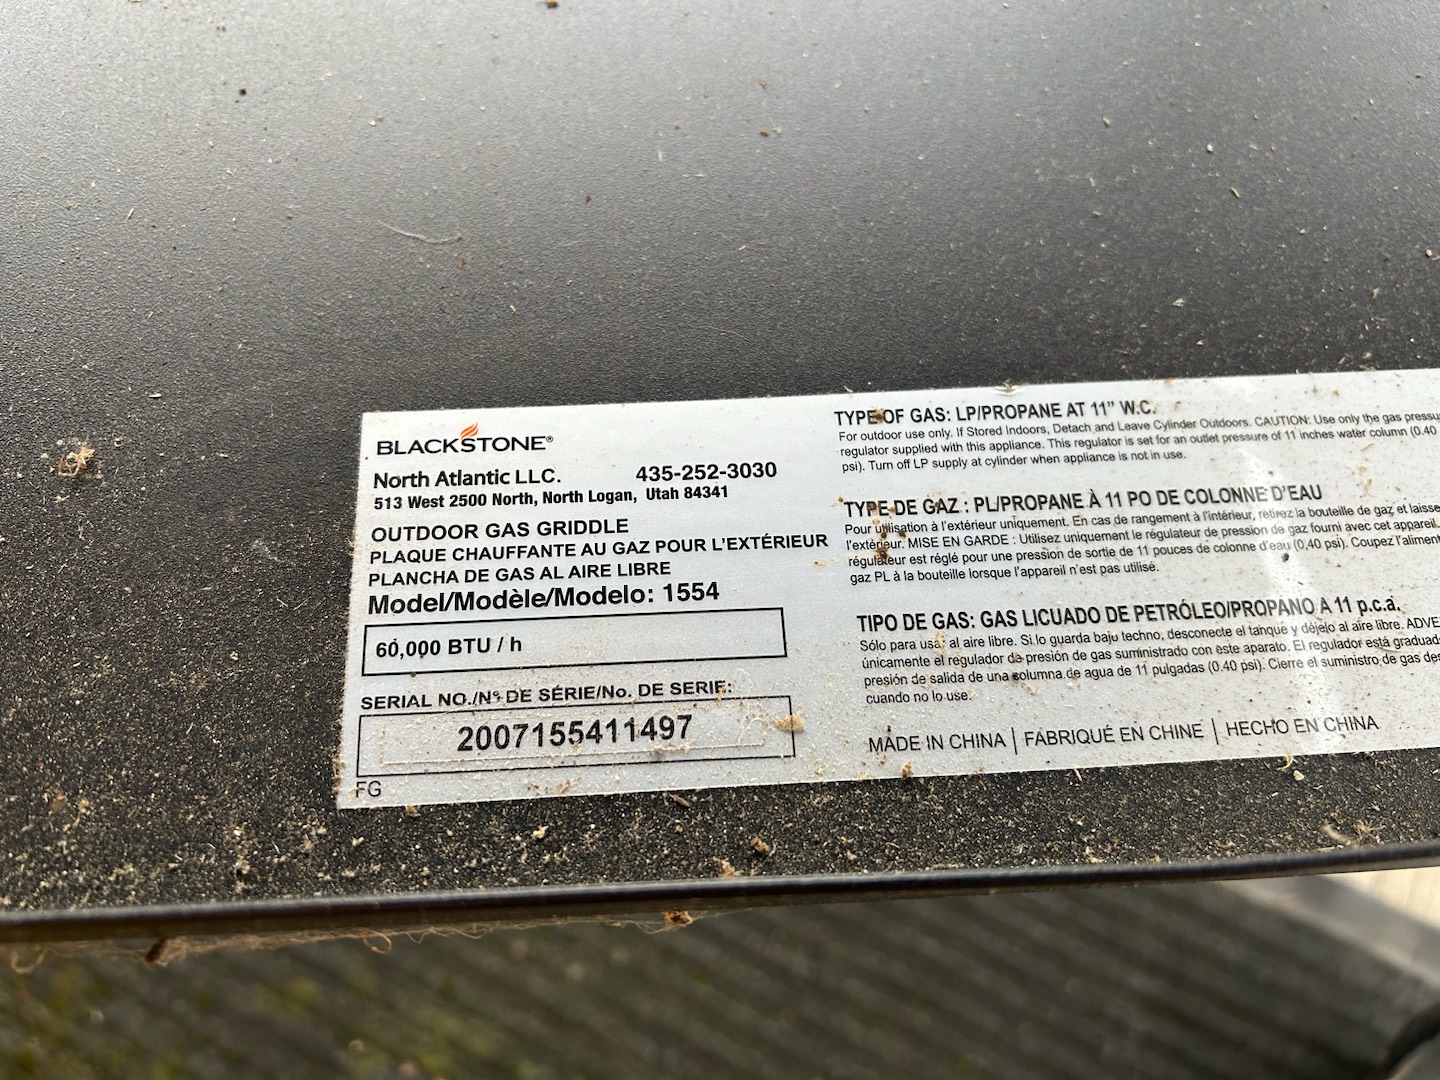 BLACKSTONE®
North Atlantic LLC. 435-252-3030
513 West 2500 North, North Logan, Utah 84341
OUTDOOR GAS GRIDDLE
PLAQUE CHAUFFANTE AU GAZ POUR L'EXTÉRIEUR
PLANCHA DE GAS AL AIRE LIBRE
Model/Modèle/Modelo: 1554
60,000 BTU / h
SERIAL NO./Nº DE SÉRIE/No. DE SERIE:
2007155411497
FG
TYPE OF GAS: LP/PROPANE AT 11" W.C.
For outdoor use only. If Stored Indoors, Detach and Leave Cylinder Outdoors. CAUTION: Use only the gas pressu
regulator supplied with this appliance. This regulator is set for an outlet pressure of 11 inches water column (0.40
psi). Turn off LP supply at cylinder when appliance is not in use.
TYPE DE GAZ : PL/PROPANE À 11 PO DE COLONNE D'EAU
Pour utilisation à l'extérieur uniquement. En cas de rangement à l'intérieur, retirez la bouteille de gaz et laisse
l'extérieur. MISE EN GARDE : Utilisez uniquement le régulateur de pression de gaz fourni avec cet appareil.
régulateur est réglé pour une pression de sortie de 11 pouces de colonne d'eau (0,40 psi). Coupez l'aliment
gaz PL à la bouteille lorsque l'appareil n'est pas utilisé.
TIPO DE GAS: GAS LICUADO DE PETRÓLEO/PROPANO A 11 p.c.a.
Sólo para usar al aire libre. Si lo guarda baju techno, desconecte el tanque y déjelo al aire libre. ADVE
únicamente el regulador de presión de gas suministrado con este aparato. El regulador está graduad
presión de salida de una columna de agua de 11 pulgadas (0.40 psi). Cierre el suministro de gas des
cuando no lo use.
MADE IN CHINA | FABRIQUÉ EN CHINE | HECHO EN CHINA